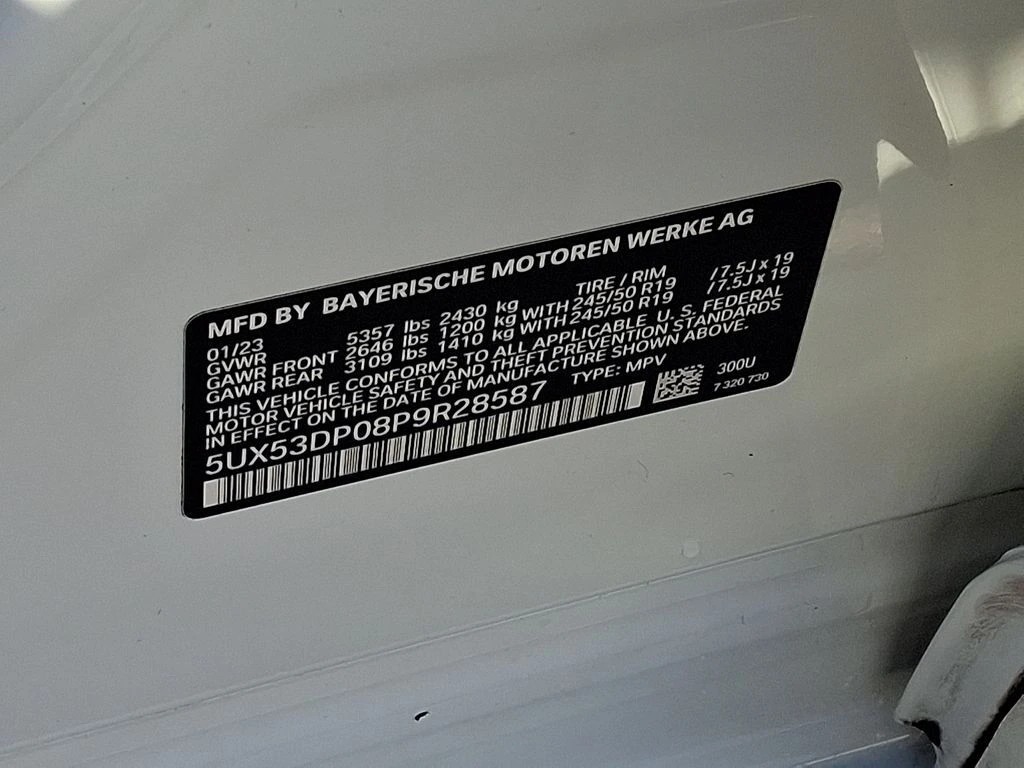 MFD BY BAYERISCHE MOTOREN WERKE AG
01/23 TIRE / RIM
GVWR 5357 lbs 2430 kg
GAWR FRONT 2646 lbs 1200 kg WITH 245/50 R19 / 7.5J x 19
GAWR REAR 3109 lbs 1410 kg WITH 245/50 R19 / 7.5J x 19
THIS VEHICLE CONFORMS TO ALL APPLICABLE U. S. FEDERAL
MOTOR VEHICLE SAFETY AND THEFT PREVENTION STANDARDS
IN EFFECT ON THE DATE OF MANUFACTURE SHOWN ABOVE.
5UX53DP08P9R28587 TYPE: MPV 300U
7 320 730